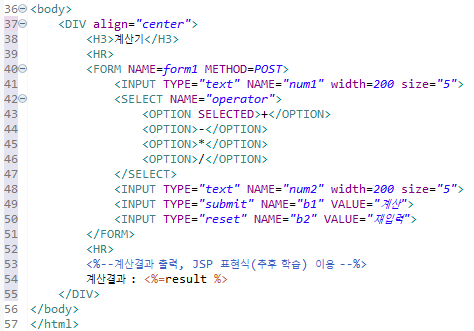 36 <body>
37 <DIV align="center">
38 <H3>계산기</H3>
39 <HR>
40 <FORM NAME=form1 METHOD=POST>
41 <INPUT TYPE="text" NAME="num1" width=200 size="5">
42 <SELECT NAME="operator">
43 <OPTION SELECTED>+</OPTION>
44 <OPTION>-</OPTION>
45 <OPTION>*</OPTION>
46 <OPTION>/</OPTION>
47 </SELECT>
48 <INPUT TYPE="text" NAME="num2" width=200 size="5">
49 <INPUT TYPE="submit" NAME="b1" VALUE="계산">
50 <INPUT TYPE="reset" NAME="b2" VALUE="재입력">
51 </FORM>
52 <HR>
53 <%--계산결과 출력, JSP 표현식(추후 학습) 이용 --%>
54 계산결과 : <%=result %>
55 </DIV>
56 </body>
57 </html>